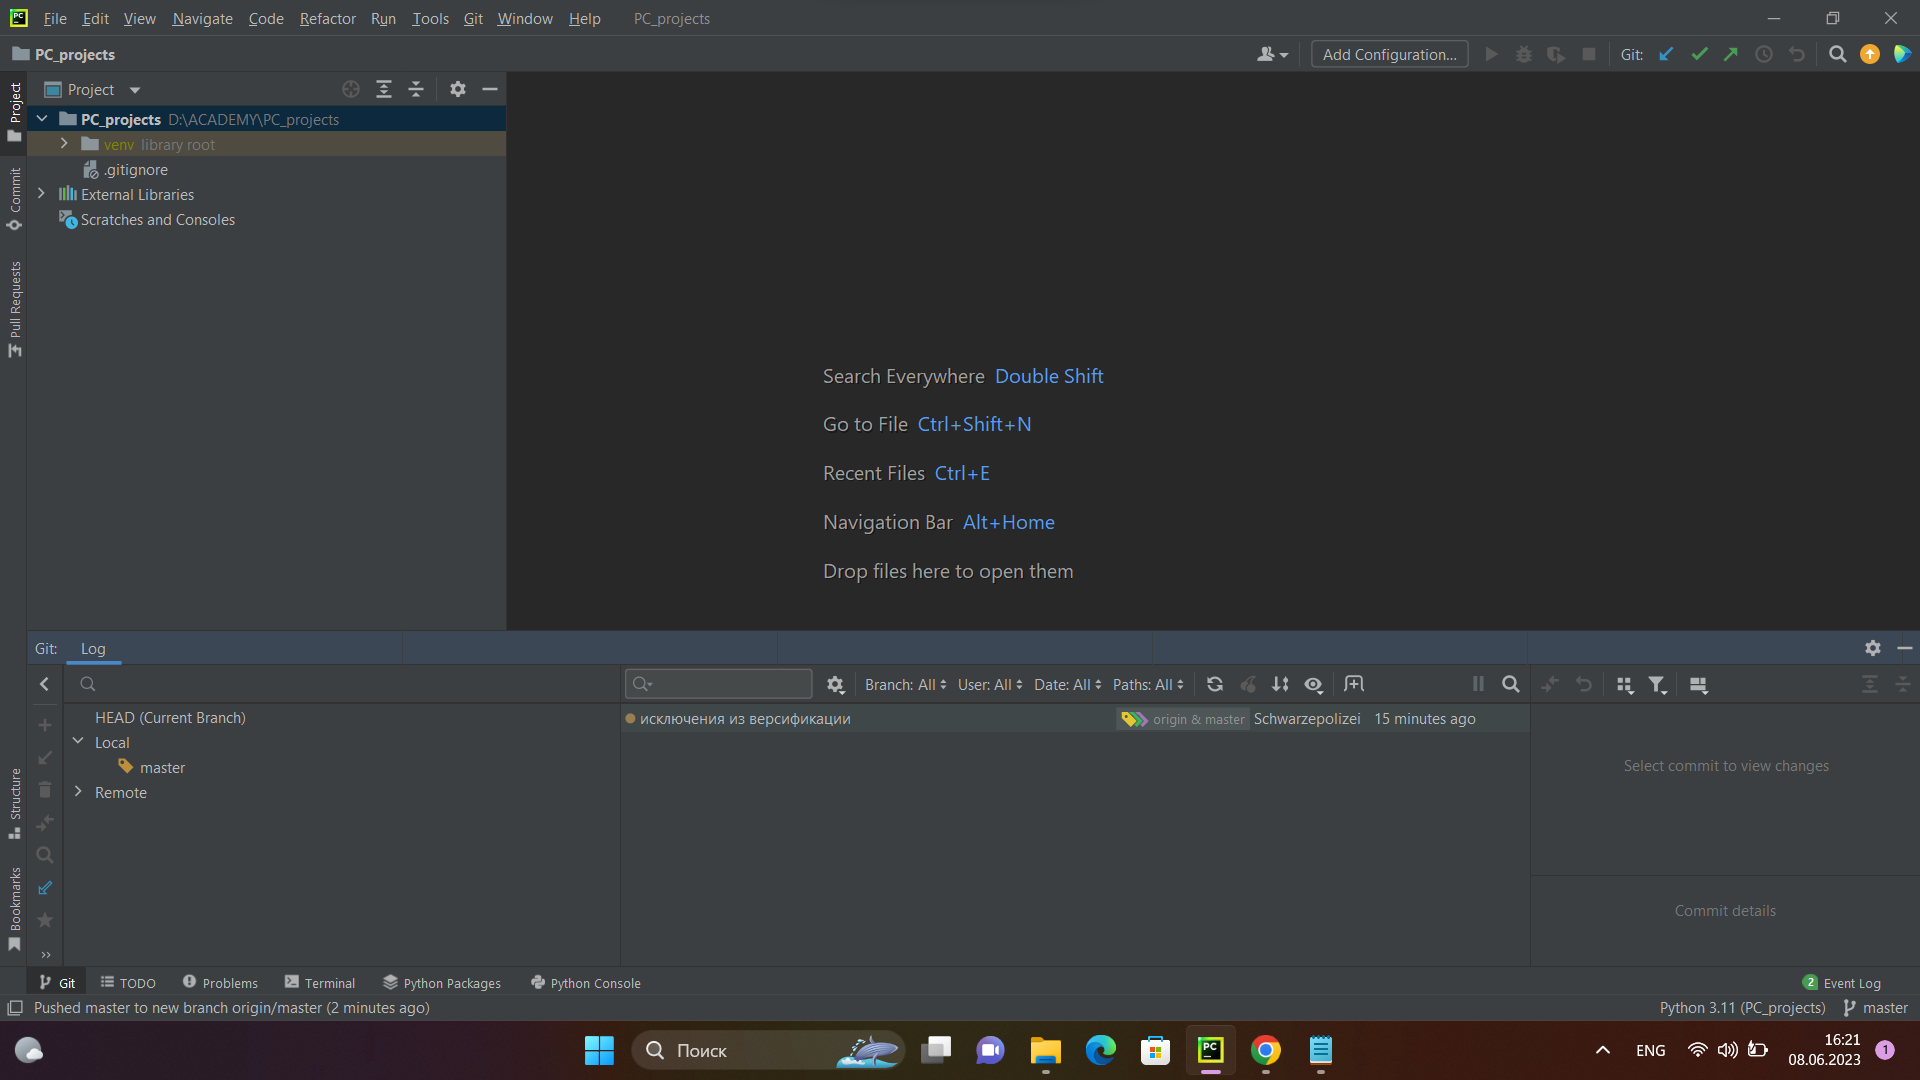 File Edit View Navigate Code Refactor Run Tools Git Window Help PC_projects
PC_projects Add Configuration... Git:
Project
PC_projects D:\ACADEMY\PC_projects
venv library root
.gitignore
External Libraries
Scratches and Consoles
Project
Commit
Pull Requests
Structure
Bookmarks
Search Everywhere Double Shift
Go to File Ctrl+Shift+N
Recent Files Ctrl+E
Navigation Bar Alt+Home
Drop files here to open them
Git: Log
Branch: All User: All Date: All Paths: All
HEAD (Current Branch)
Local
master
Remote
исключения из версификации origin & master Schwarzepolizei 15 minutes ago
Select commit to view changes
Commit details
Git TODO Problems Terminal Python Packages Python Console 2 Event Log
Pushed master to new branch origin/master (2 minutes ago) Python 3.11 (PC_projects) master
Поиск PC ENG 16:21
08.06.2023 1